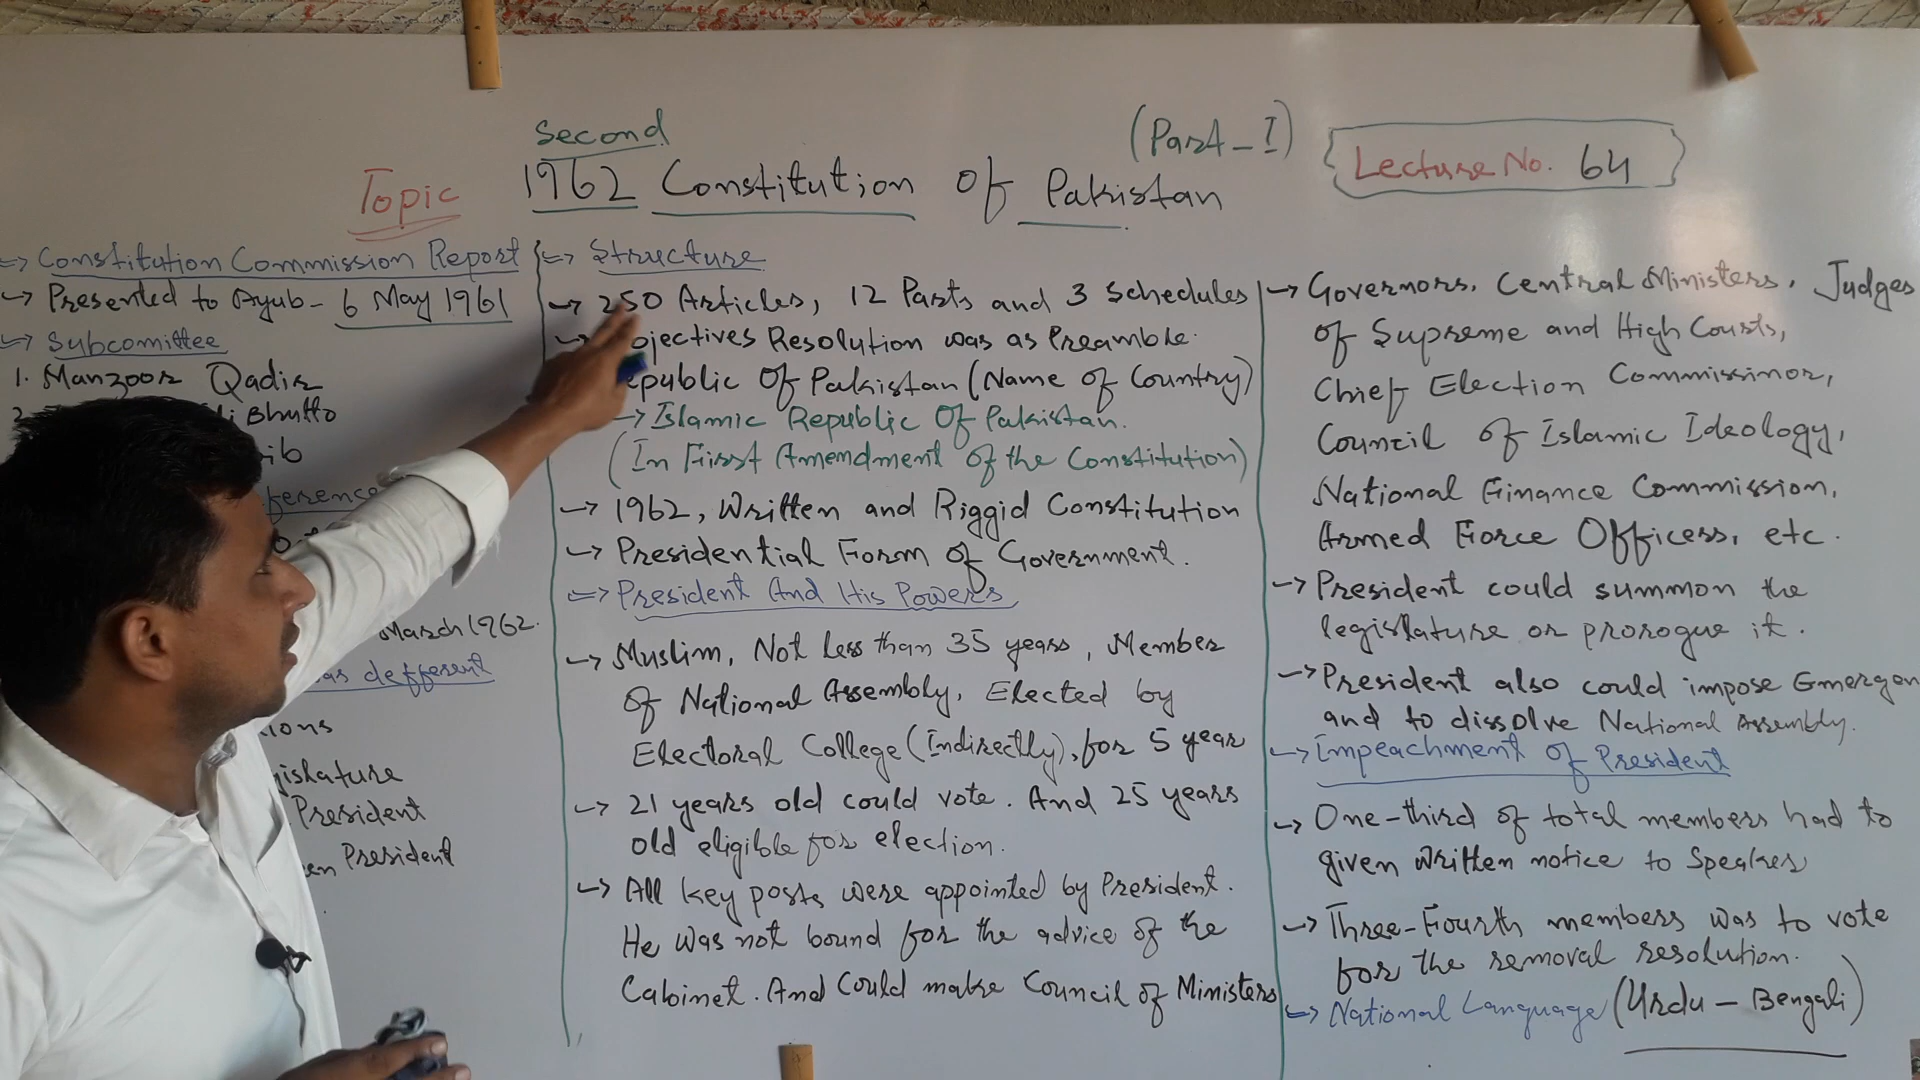 Second
(Part-I)
Topic
1962 Constitution Of Pakistan
Lecture No. 64
=> Constitution Commission Report
-> Presented to Ayub - 6 May 1961
-> Subcomittee
1. Manzoor Qadir
2. Bhutto
March 1962.
defferent
President
President
=> Structure
-> 250 Articles, 12 Parts and 3 Schedules
-> Objectives Resolution was as Preamble.
Republic Of Pakistan (Name of Country)
-> Islamic Republic Of Pakistan.
(In First Amendment of the Constitution)
-> 1962, Written and Riggid Constitution
-> Presidential Form of Government.
=> President And His Powers
-> Muslim, Not less than 35 years, Member
of National Assembly, Elected by
Electoral College (Indirectly), for 5 year
-> 21 years old could vote. And 25 years
old eligible for election.
-> All key posts were appointed by President.
He was not bound for the advice of the
Cabinet. And Could make Council of Ministers
-> Governors, Central Ministers, Judges
of Supreme and High Courts,
Chief Election Commissinor,
Council of Islamic Ideology,
National Finance Commission,
Armed Force Officers, etc.
-> President could summon the
legislature or prorogue it.
-> President also could impose Emergen
and to dissolve National Assembly.
-> Impeachment of President
-> One-third of total members had to
given written notice to Speaker
-> Three-Fourth members was to vote
for the removal resolution.
=> National Language (Urdu - Bengali)